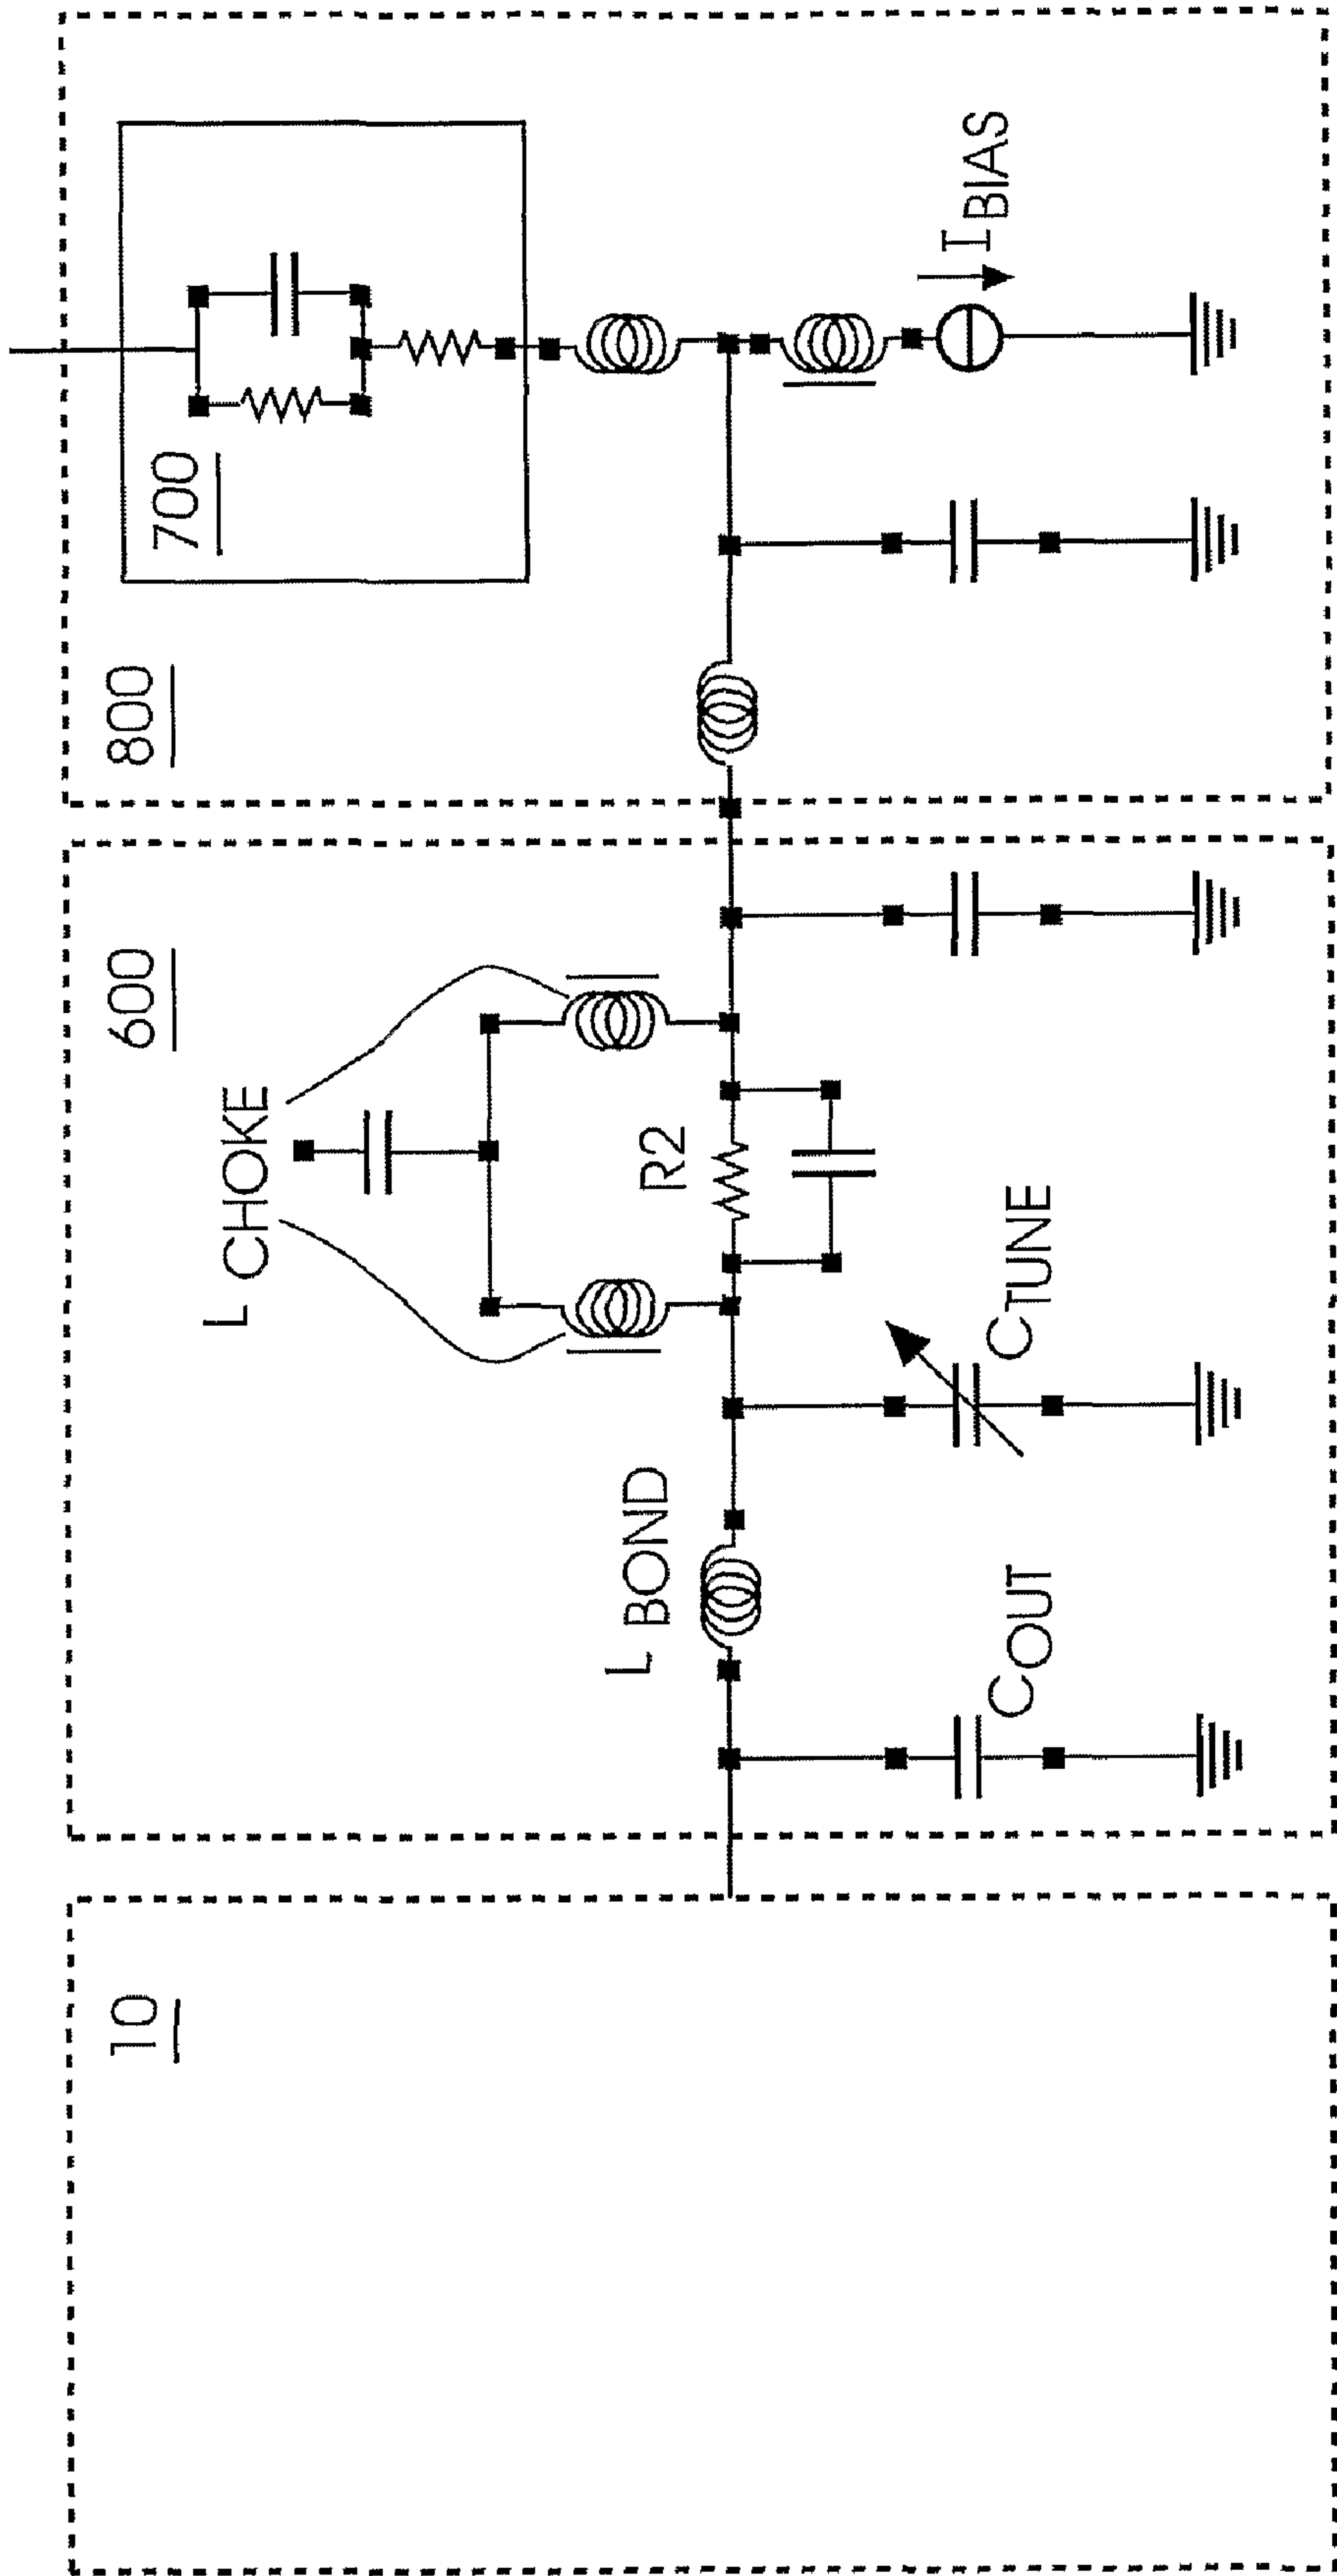 10
600
800
700
L CHOKE
L BOND
R2
C TUNE
C OUT
I BIAS